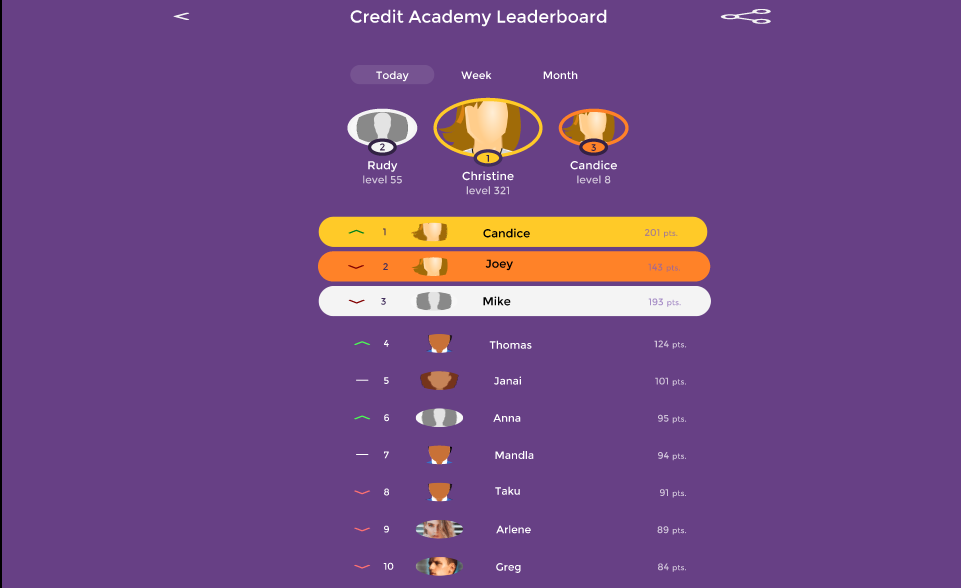 < Credit Academy Leaderboard
Today Week Month
2 1 3
Rudy Christine Candice
level 55 level 321 level 8
1 Candice 201 pts.
2 Joey 143 pts.
3 Mike 193 pts.
4 Thomas 124 pts.
5 Janai 101 pts.
6 Anna 95 pts.
7 Mandla 94 pts.
8 Taku 91 pts.
9 Arlene 89 pts.
10 Greg 84 pts.